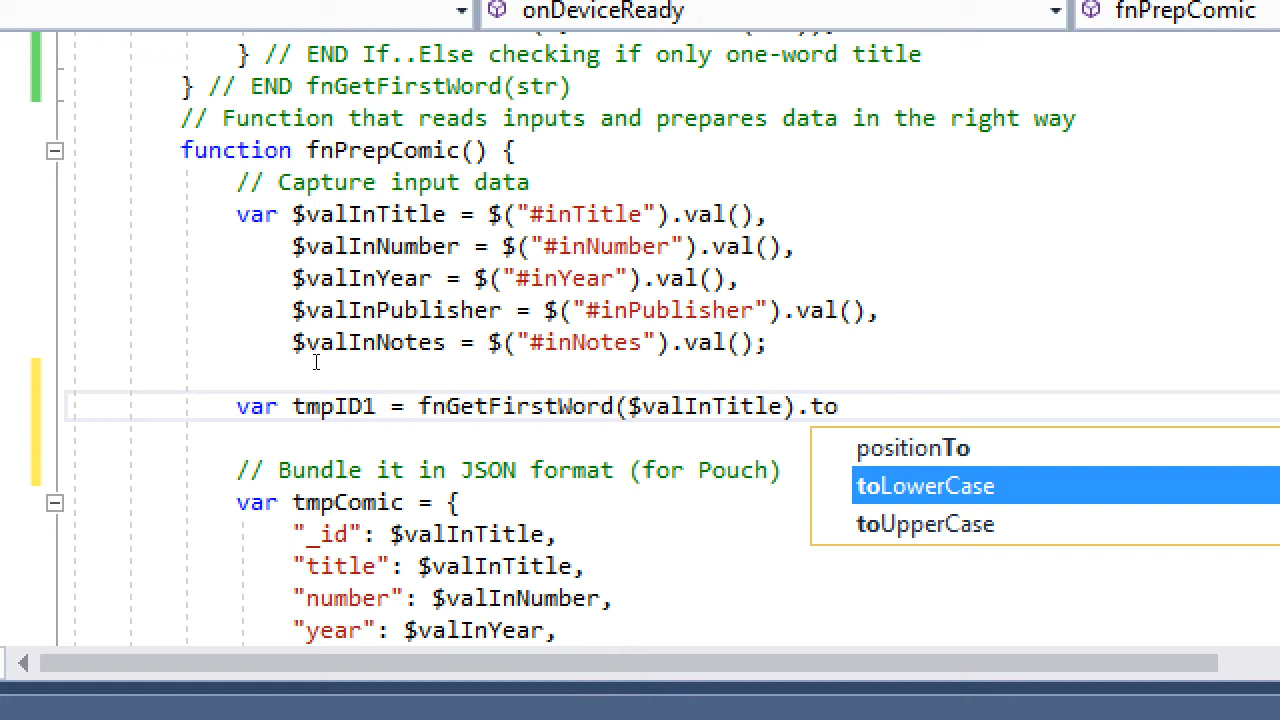 onDeviceReady
fnPrepComic
} // END If..Else checking if only one-word title
} // END fnGetFirstWord(str)
// Function that reads inputs and prepares data in the right way
function fnPrepComic() {
// Capture input data
var $valInTitle = $("#inTitle").val(),
$valInNumber = $("#inNumber").val(),
$valInYear = $("#inYear").val(),
$valInPublisher = $("#inPublisher").val(),
$valInNotes = $("#inNotes").val();
var tmpID1 = fnGetFirstWord($valInTitle).to
positionTo
toLowerCase
toUpperCase
// Bundle it in JSON format (for Pouch)
var tmpComic = {
"_id": $valInTitle,
"title": $valInTitle,
"number": $valInNumber,
"year": $valInYear,